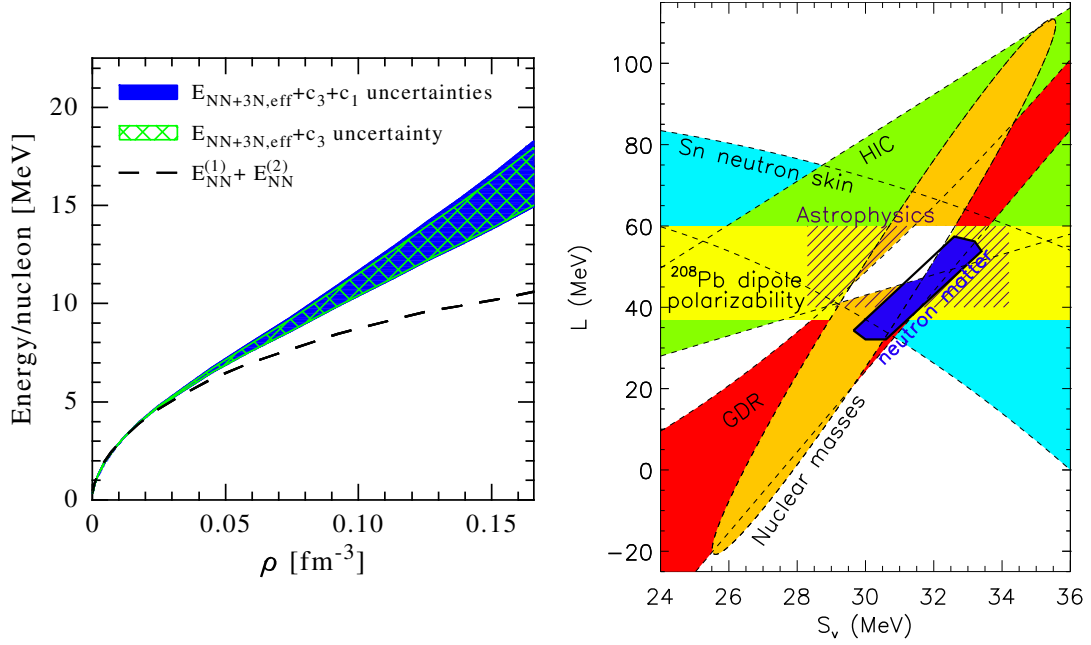 20
15
10
5
0
Energy/nucleon [MeV]
E_NN+3N,eff+c_3+c_1 uncertainties
E_NN+3N,eff+c_3 uncertainty
E_NN^(1)+ E_NN^(2)
0
0.05
0.10
0.15
ρ [fm^-3]
100
80
60
40
20
0
−20
L (MeV)
HIC
Sn neutron skin
Astrophysics
^208Pb dipole
polarizability
neutron matter
GDR
Nuclear masses
24
26
28
30
32
34
36
S_v (MeV)